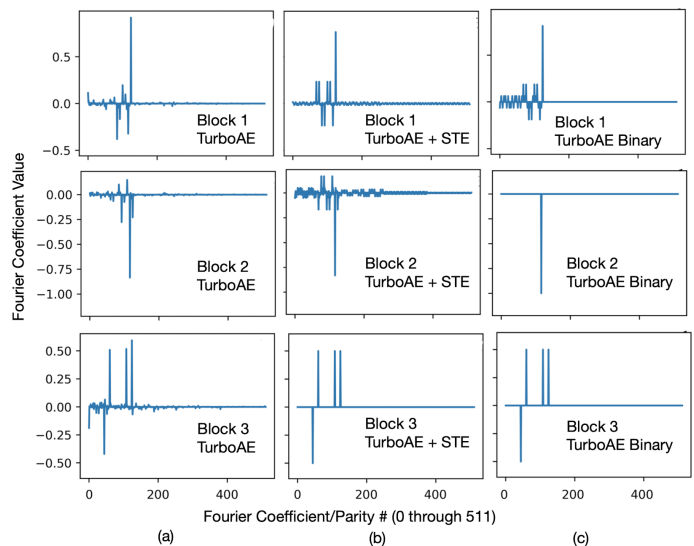 0.5
0.0
−0.5
Block 1
TurboAE
Block 1
TurboAE + STE
Block 1
TurboAE Binary
Fourier Coefficient Value
0.00
−0.25
−0.50
−0.75
−1.00
Block 2
TurboAE
Block 2
TurboAE + STE
Block 2
TurboAE Binary
0.50
0.25
0.00
−0.25
−0.50
Block 3
TurboAE
Block 3
TurboAE + STE
Block 3
TurboAE Binary
0 200 400
0 200 400
0 200 400
Fourier Coefficient/Parity # (0 through 511)
(a) (b) (c)